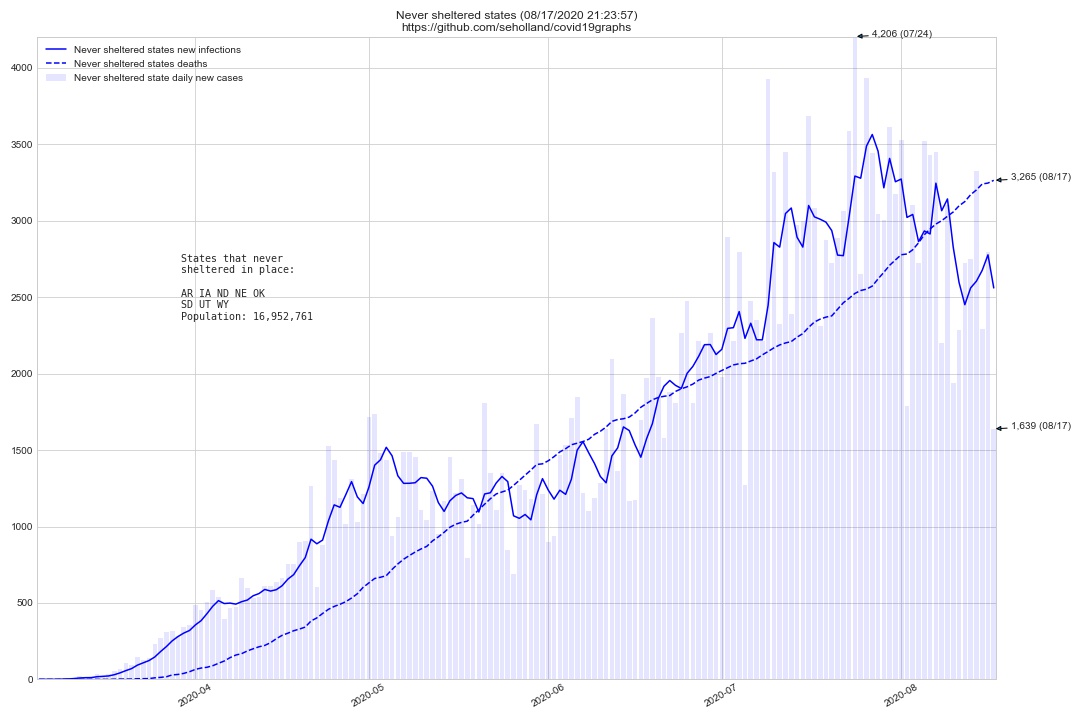 Never sheltered states (08/17/2020 21:23:57)
https://github.com/seholland/covid19graphs
Never sheltered states new infections
Never sheltered states deaths
Never sheltered state daily new cases
4,206 (07/24)
4000
3500
3,265 (08/17)
3000
States that never
sheltered in place:
AR IA ND NE OK
SD UT WY
Population: 16,952,761
2500
2000
1,639 (08/17)
1500
1000
500
0
2020-04
2020-05
2020-06
2020-07
2020-08